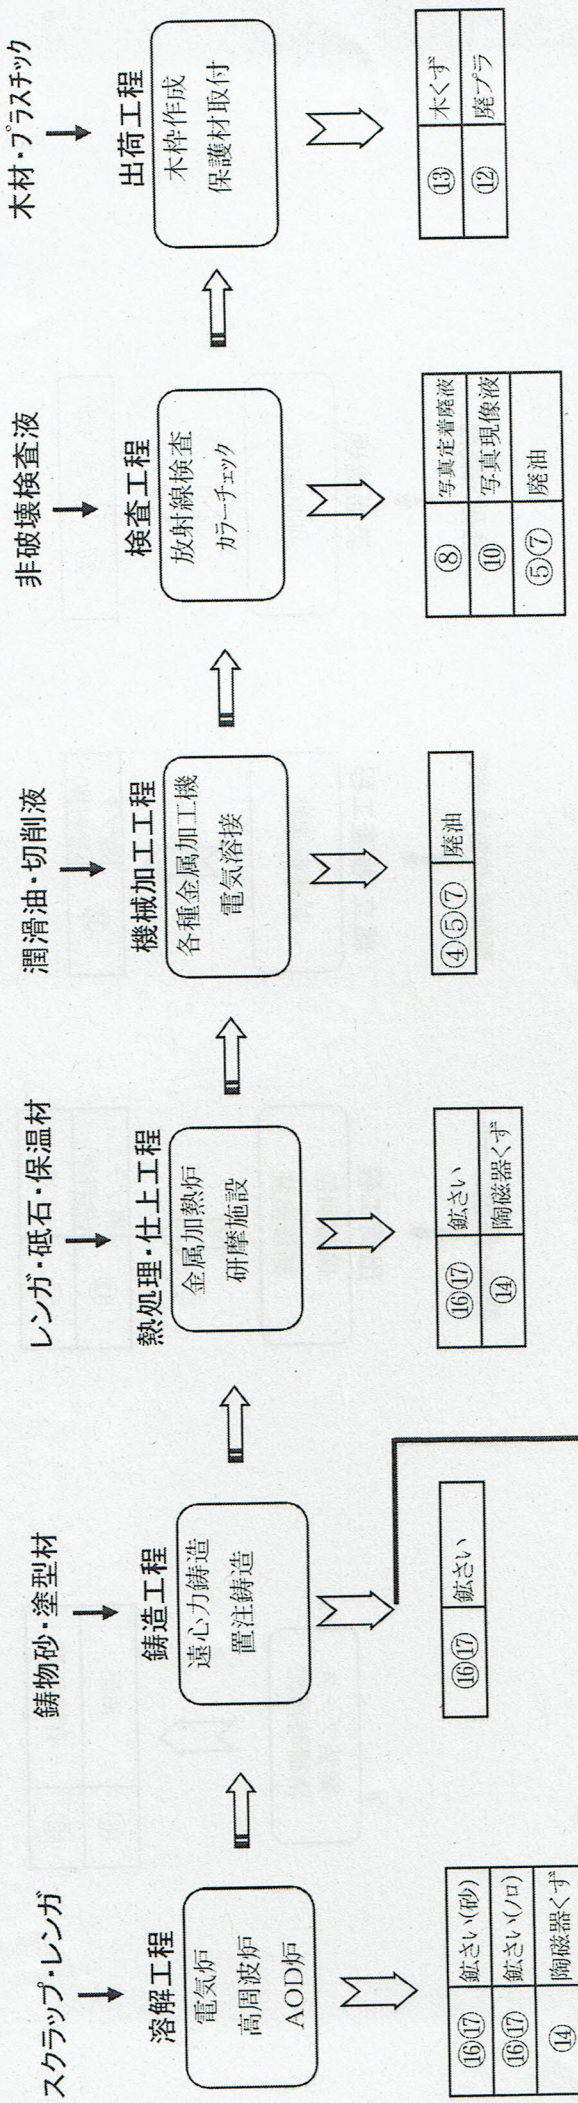 スクラップ・レンガ
溶解工程
電気炉
高周波炉
AOD炉
⑯⑰ 鉱さい(砂)
⑯⑰ 鉱さい(ノロ)
⑭ 陶磁器くず
鋳物砂・塗型材
鋳造工程
遠心力鋳造
置注鋳造
⑯⑰ 鉱さい
レンガ・砥石・保温材
熱処理・仕上工程
金属加熱炉
研摩施設
⑯⑰ 鉱さい
⑭ 陶磁器くず
潤滑油・切削液
機械加工工程
各種金属加工機
電気溶接
④⑤⑦ 廃油
非破壊検査液
検査工程
放射線検査
カラーチェック
⑧ 写真定着廃液
⑩ 写真現像液
⑤⑦ 廃油
木材・プラスチック
出荷工程
木枠作成
保護材取付
⑬ 木くず
⑫ 廃プラ